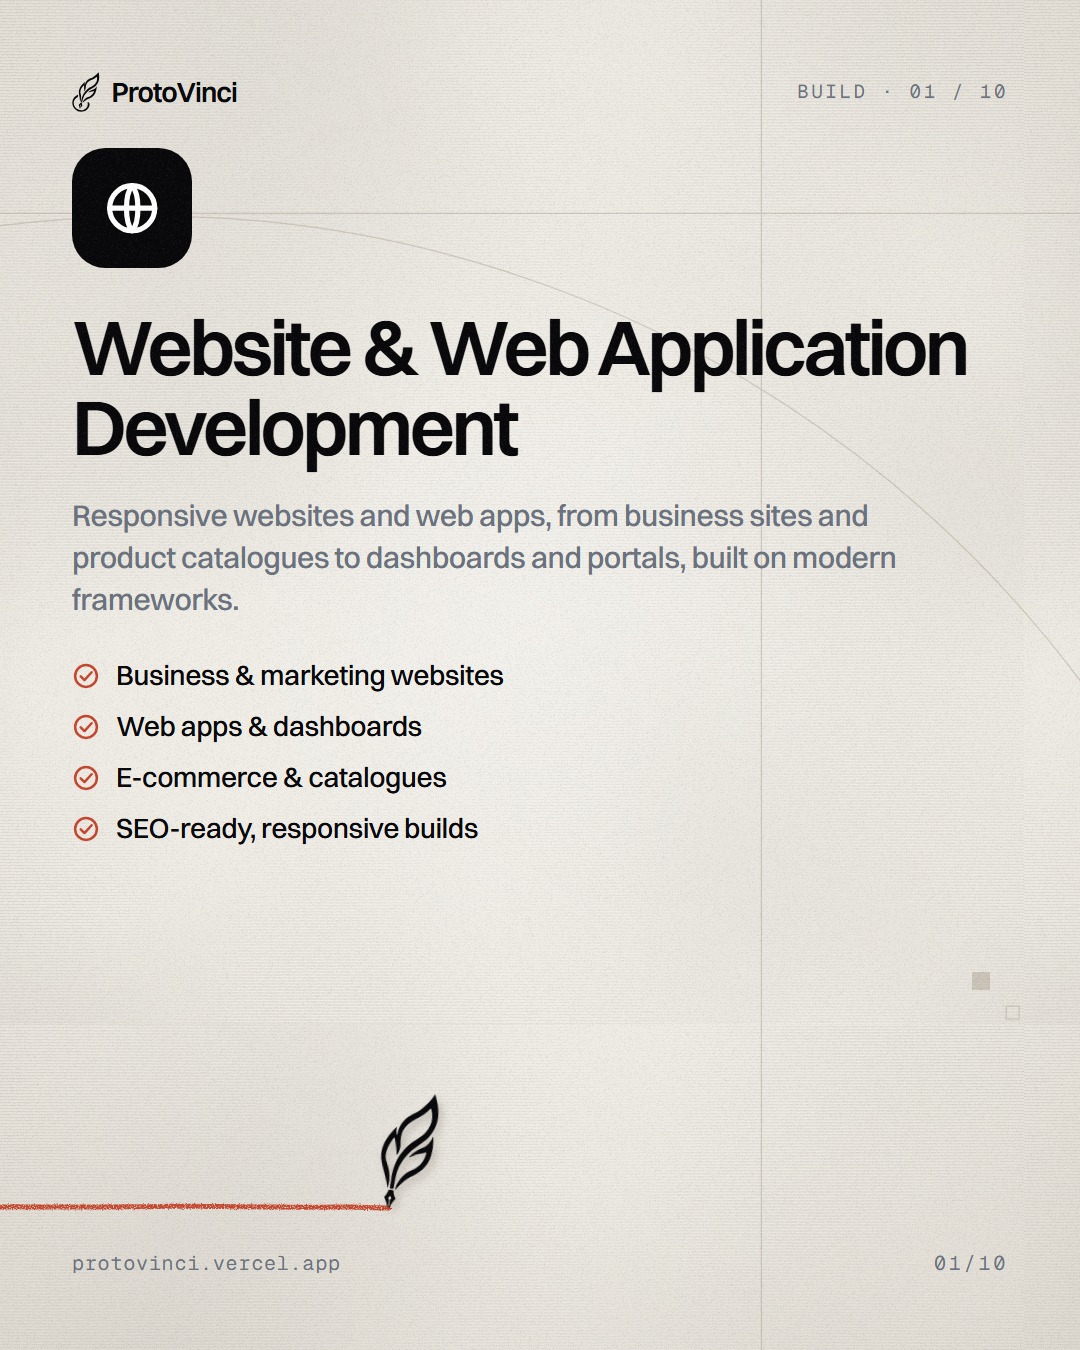 ProtoVinci
BUILD · 01 / 10
Website & Web Application
Development
Responsive websites and web apps, from business sites and
product catalogues to dashboards and portals, built on modern
frameworks.
Business & marketing websites
Web apps & dashboards
E-commerce & catalogues
SEO-ready, responsive builds
protovinci.vercel.app
01/10